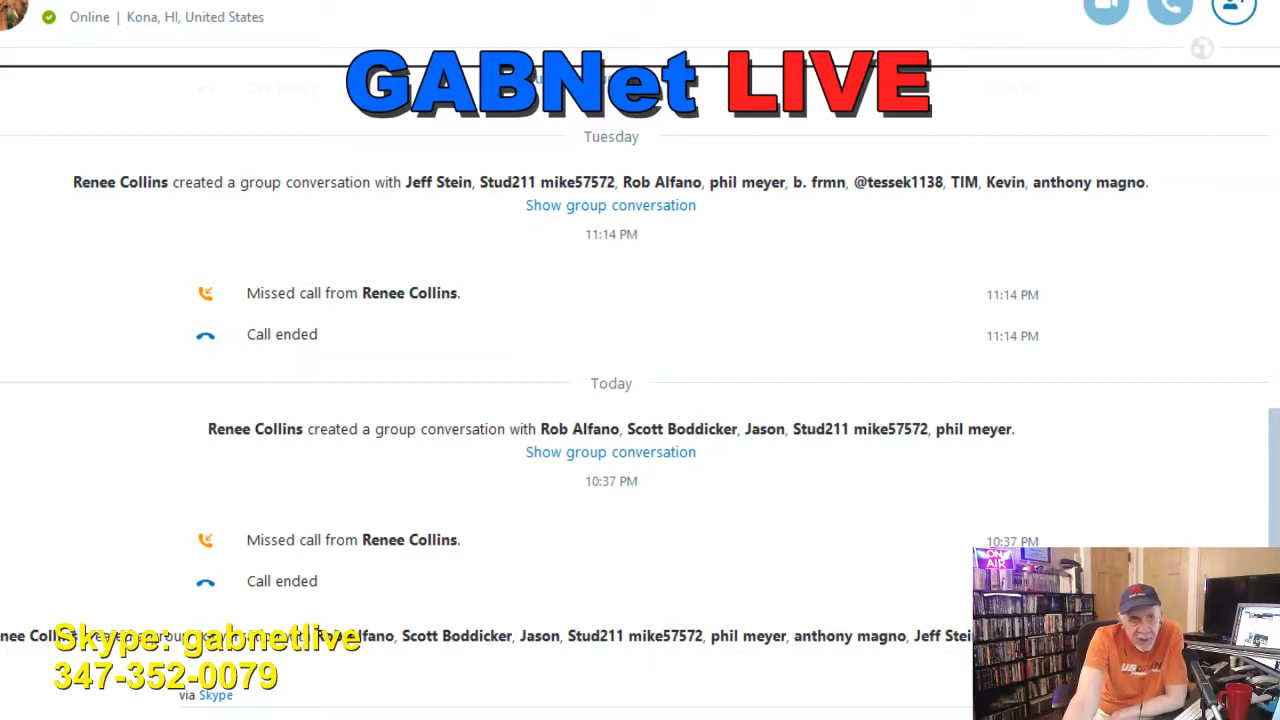 Online | Kona, HI, United States
GABNet LIVE
Call ended
Tuesday
Renee Collins created a group conversation with Jeff Stein, Stud211 mike57572, Rob Alfano, phil meyer, b. frmn, @tessek1138, TIM, Kevin, anthony magno.
Show group conversation
11:14 PM
Missed call from Renee Collins. 11:14 PM
Call ended 11:14 PM
Today
Renee Collins created a group conversation with Rob Alfano, Scott Boddicker, Jason, Stud211 mike57572, phil meyer.
Show group conversation
10:37 PM
Missed call from Renee Collins. 10:37 PM
Call ended
Scott Boddicker, Jason, Stud211 mike57572, phil meyer, anthony magno, Jeff
Skype: gabnetlive
347-352-0079
via Skype
ON AIR